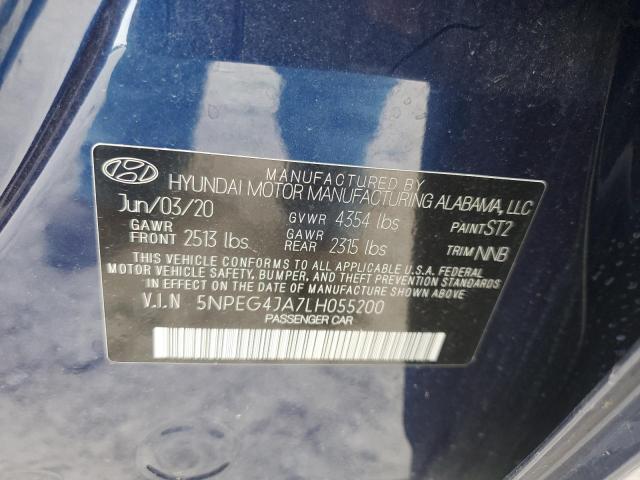 MANUFACTURED BY
HYUNDAI MOTOR MANUFACTURING ALABAMA, LLC
Jun/03/20 GVWR 4354 lbs PAINT ST2
GAWR FRONT 2513 lbs. GAWR REAR 2315 lbs TRIM NNB
THIS VEHICLE CONFORMS TO ALL APPLICABLE U.S.A. FEDERAL
MOTOR VEHICLE SAFETY, BUMPER, AND THEFT PREVENTION STANDARDS
IN EFFECT ON THE DATE OF MANUFACTURE SHOWN ABOVE.
V.I.N 5NPEG4JA7LH055200
PASSENGER CAR